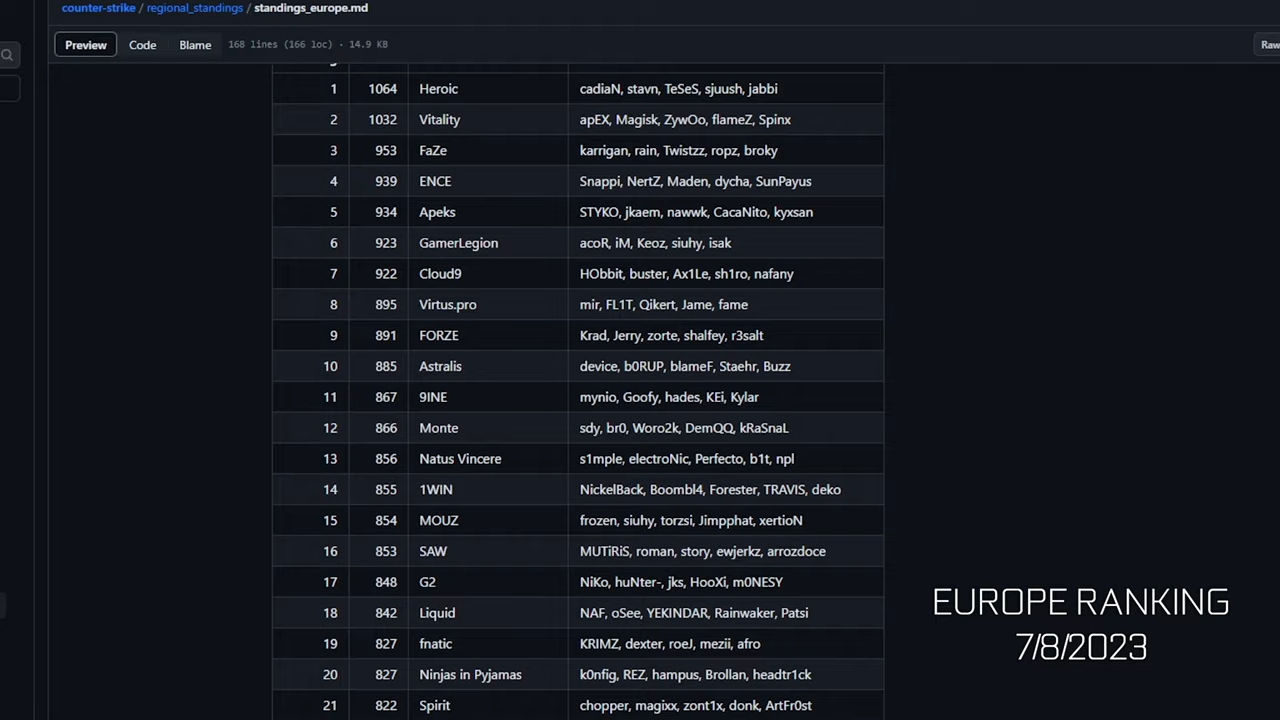 counter-strike / regional_standings / standings_europe.md
Preview Code Blame 168 lines (166 loc) · 14.9 KB Raw
1 1064 Heroic cadiaN, stavn, TeSeS, sjuush, jabbi
2 1032 Vitality apEX, Magisk, ZywOo, flameZ, Spinx
3 953 FaZe karrigan, rain, Twistzz, ropz, broky
4 939 ENCE Snappi, NertZ, Maden, dycha, SunPayus
5 934 Apeks STYKO, jkaem, nawwk, CacaNito, kyxsan
6 923 GamerLegion acoR, iM, Keoz, siuhy, isak
7 922 Cloud9 HObbit, buster, Ax1Le, sh1ro, nafany
8 895 Virtus.pro mir, FL1T, Qikert, Jame, fame
9 891 FORZE Krad, Jerry, zorte, shalfey, r3salt
10 885 Astralis device, b0RUP, blameF, Staehr, Buzz
11 867 9INE mynio, Goofy, hades, KEi, Kylar
12 866 Monte sdy, br0, Woro2k, DemQQ, kRaSnaL
13 856 Natus Vincere s1mple, electroNic, Perfecto, b1t, npl
14 855 1WIN NickelBack, Boombl4, Forester, TRAVIS, deko
15 854 MOUZ frozen, siuhy, torzsi, Jimpphat, xertioN
16 853 SAW MUTiRiS, roman, story, ewjerkz, arrozdoce
17 848 G2 NiKo, huNter-, jks, HooXi, m0NESY
18 842 Liquid NAF, oSee, YEKINDAR, Rainwaker, Patsi
19 827 fnatic KRIMZ, dexter, roeJ, mezii, afro
20 827 Ninjas in Pyjamas k0nfig, REZ, hampus, Brollan, headtr1ck
21 822 Spirit chopper, magixx, zont1x, donk, ArtFr0st
EUROPE RANKING
7/8/2023